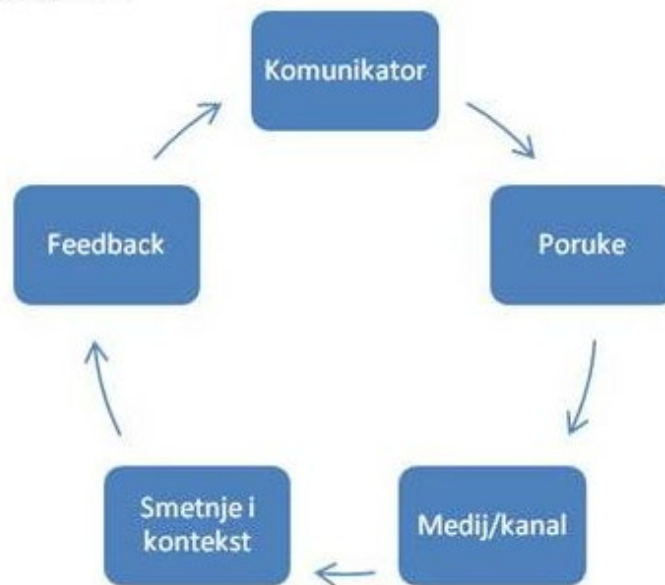 Komunikator
Poruke
Medij/kanal
Smetnje i
kontekst
Feedback